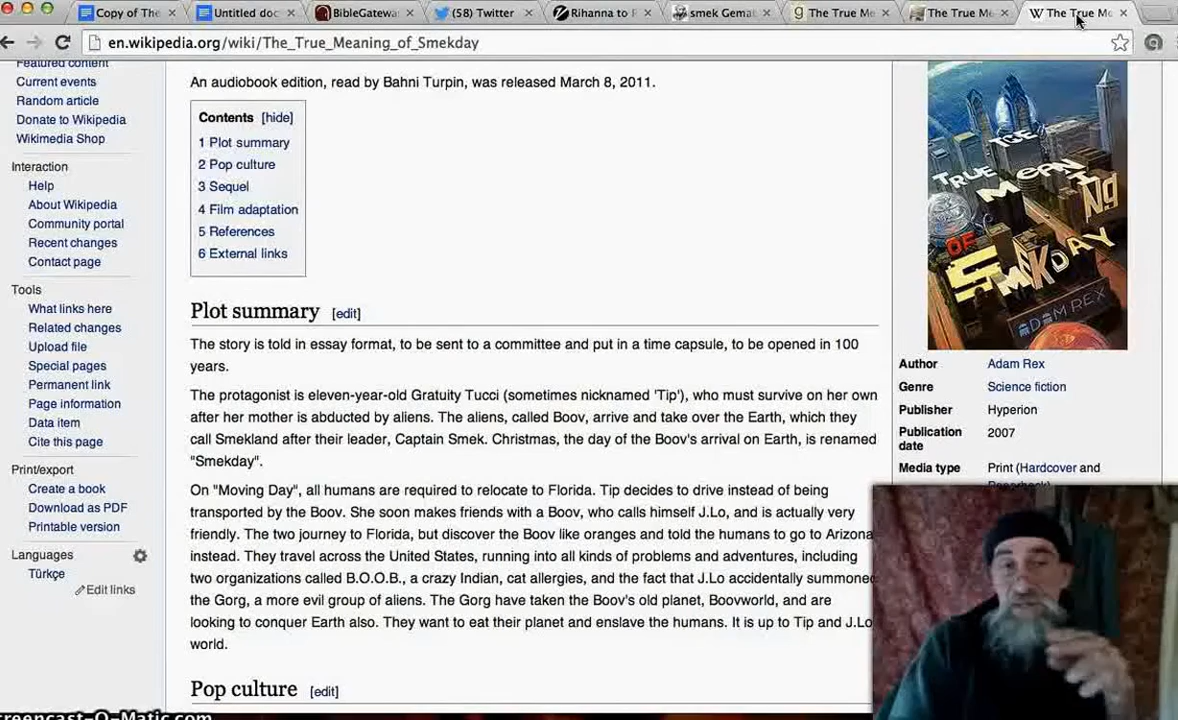 Copy of The
Untitled doc
BibleGatew
(58) Twitter
Rihanna to F
smek Gemat
The True Me
The True Me
The True Me
en.wikipedia.org/wiki/The_True_Meaning_of_Smekday
Featured content
Current events
Random article
Donate to Wikipedia
Wikimedia Shop
Interaction
Help
About Wikipedia
Community portal
Recent changes
Contact page
Tools
What links here
Related changes
Upload file
Special pages
Permanent link
Page information
Data item
Cite this page
Print/export
Create a book
Download as PDF
Printable version
Languages
Türkçe
Edit links
An audiobook edition, read by Bahni Turpin, was released March 8, 2011.
Contents [hide]
1 Plot summary
2 Pop culture
3 Sequel
4 Film adaptation
5 References
6 External links
Plot summary [edit]
The story is told in essay format, to be sent to a committee and put in a time capsule, to be opened in 100
years.
The protagonist is eleven-year-old Gratuity Tucci (sometimes nicknamed 'Tip'), who must survive on her own
after her mother is abducted by aliens. The aliens, called Boov, arrive and take over the Earth, which they
call Smekland after their leader, Captain Smek. Christmas, the day of the Boov's arrival on Earth, is renamed
"Smekday".
On "Moving Day", all humans are required to relocate to Florida. Tip decides to drive instead of being
transported by the Boov. She soon makes friends with a Boov, who calls himself J.Lo, and is actually very
friendly. The two journey to Florida, but discover the Boov like oranges and told the humans to go to Arizona
instead. They travel across the United States, running into all kinds of problems and adventures, including
two organizations called B.O.O.B., a crazy Indian, cat allergies, and the fact that J.Lo accidentally summoned
the Gorg, a more evil group of aliens. The Gorg have taken the Boov's old planet, Boovworld, and are
looking to conquer Earth also. They want to eat their planet and enslave the humans. It is up to Tip and J.Lo
world.
Pop culture [edit]
THE
TRUE
MEANING
OF
SMEKDAY
ADAM REX
Author Adam Rex
Genre Science fiction
Publisher Hyperion
Publication 2007
date
Media type Print (Hardcover and
Paperback)
creencast-O-Matic.com